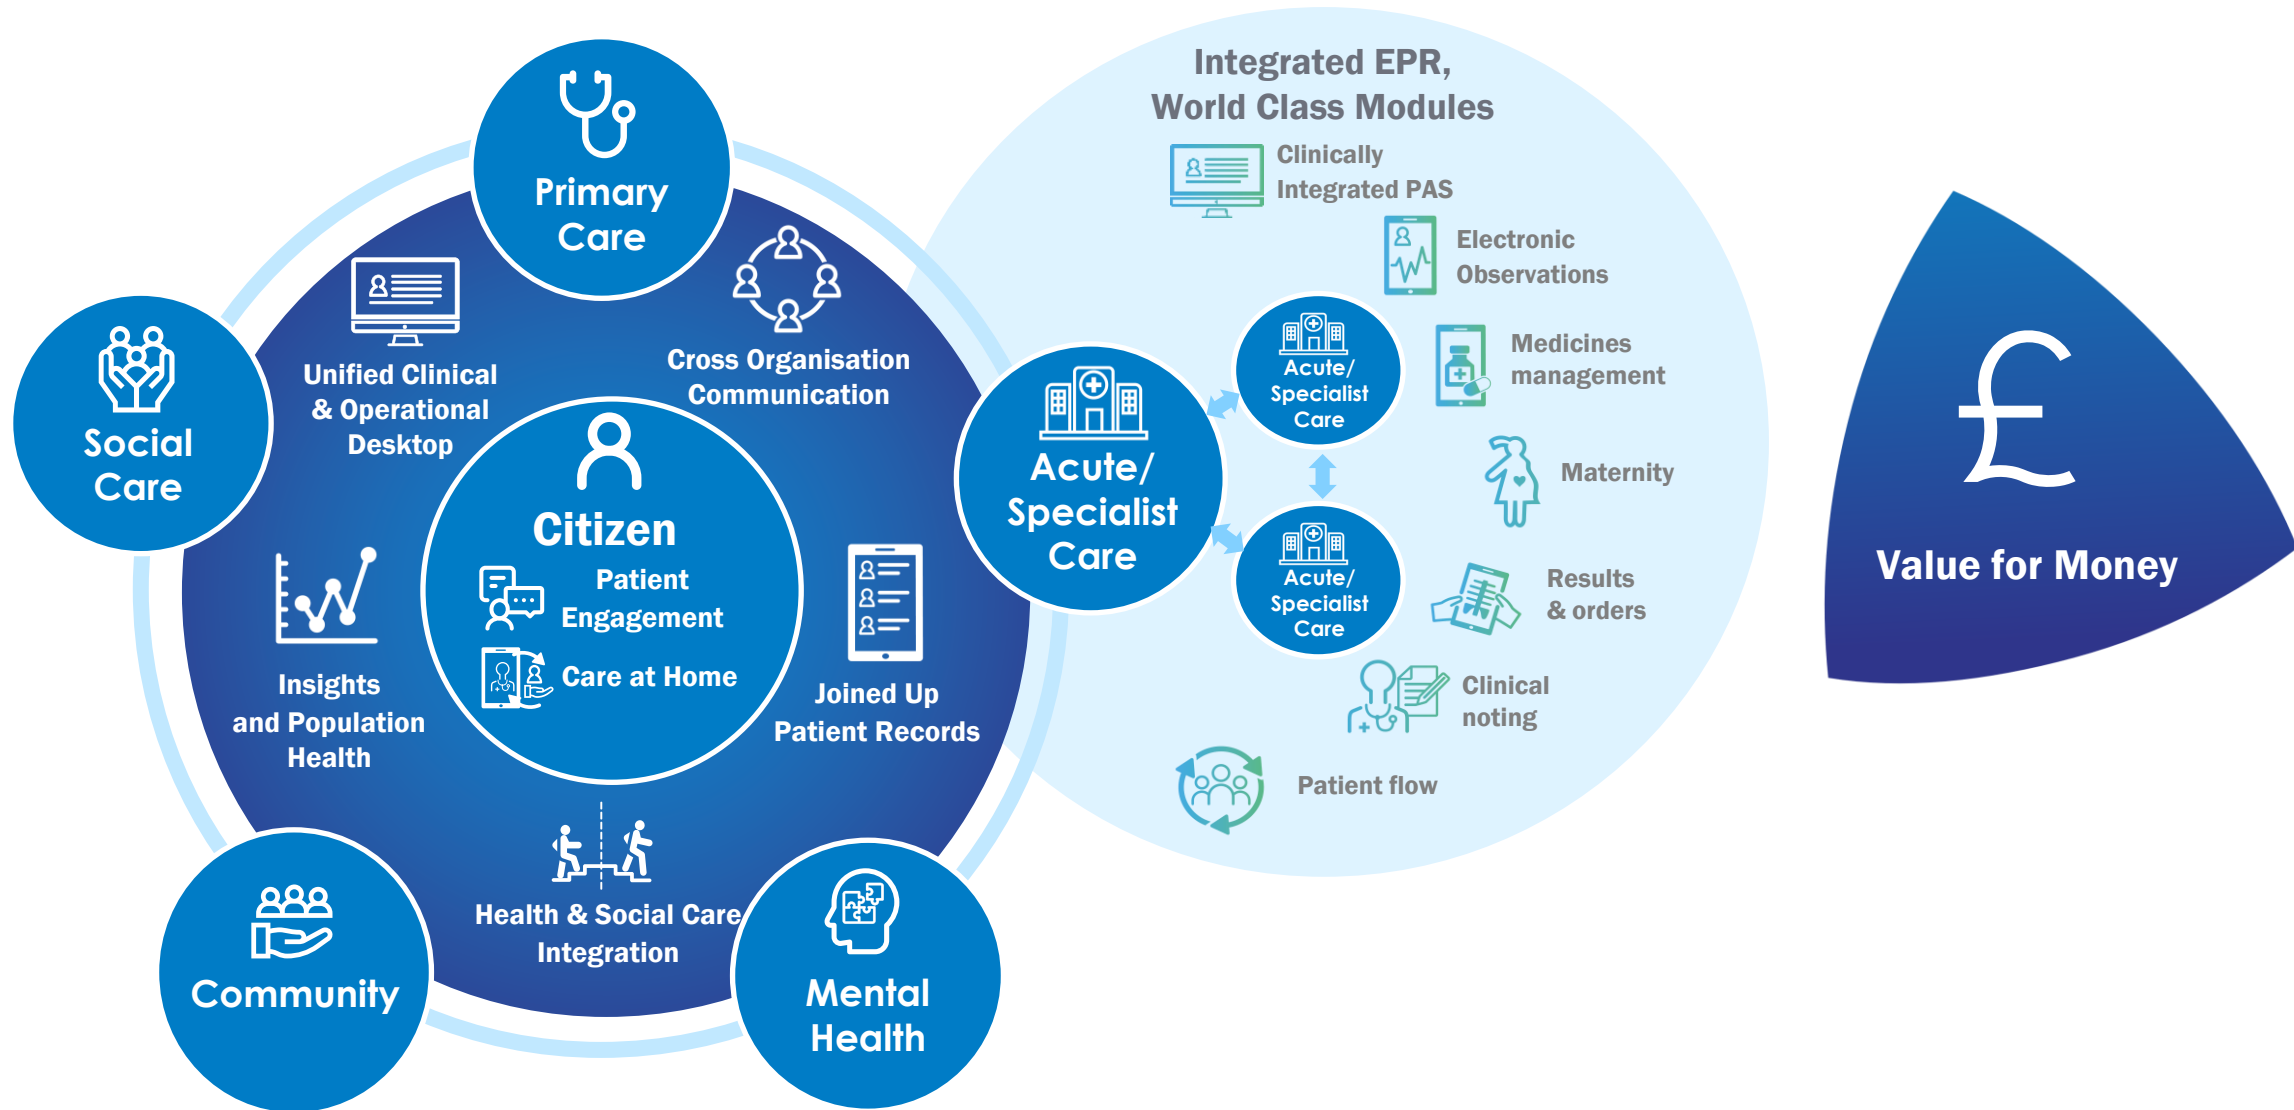 Primary
Care
Social
Care
Unified Clinical
& Operational
Desktop
Cross Organisation
Communication
Citizen
Patient
Engagement
Care at Home
Insights
and Population
Health
Joined Up
Patient Records
Health & Social Care
Integration
Community
Mental
Health
Acute/
Specialist
Care
Integrated EPR,
World Class Modules
Clinically
Integrated PAS
Electronic
Observations
Acute/
Specialist
Care
Medicines
management
Maternity
Acute/
Specialist
Care
Results
& orders
Clinical
noting
Patient flow
£
Value for Money